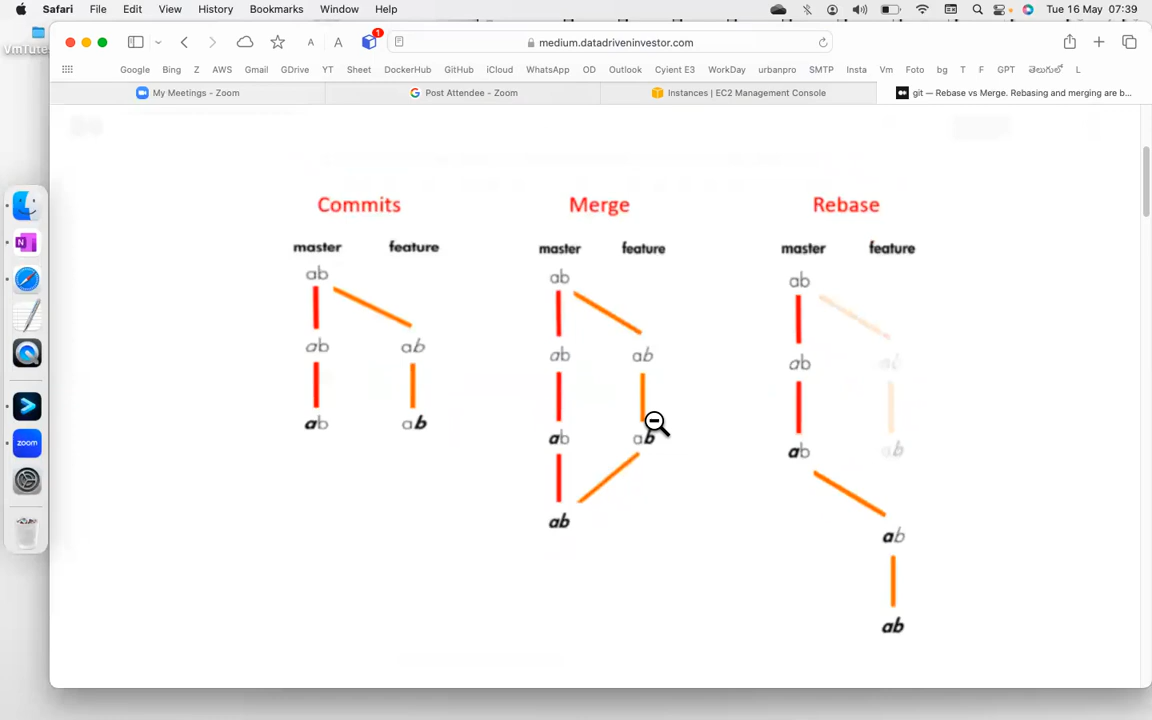 Safari File Edit View History Bookmarks Window Help Tue 16 May 07:39
VmTute
A A 1 medium.datadriveninvestor.com
Google Bing Z AWS Gmail GDrive YT Sheet DockerHub GitHub iCloud WhatsApp OD Outlook Cyient E3 WorkDay urbanpro SMTP Insta Vm Foto bg T F GPT తెలుగులో L
My Meetings - Zoom Post Attendee - Zoom Instances | EC2 Management Console git — Rebase vs Merge. Rebasing and merging are b...
Commits Merge Rebase
master feature master feature master feature
ab ab ab
ab ab ab ab ab ab
ab ab ab ab ab ab
ab ab
ab
zoom